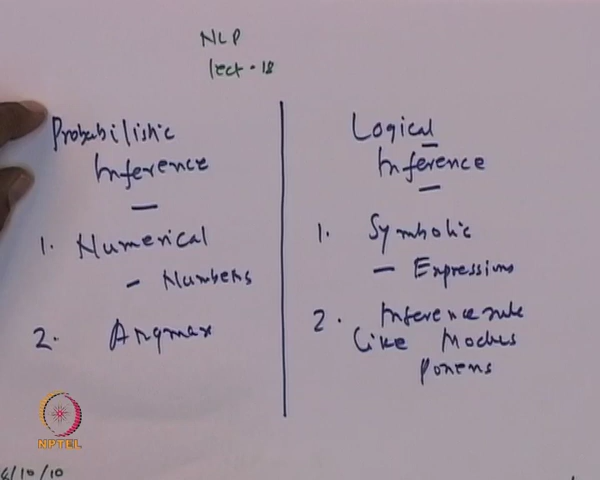 NLP
lect - 18
Probabilistic
Inference
1. Numerical
- Numbers
2. Argmax
Logical
Inference
1. Symbolic
- Expressions
2. Inference rule
like Modus
ponens
NPTEL
8/10/10